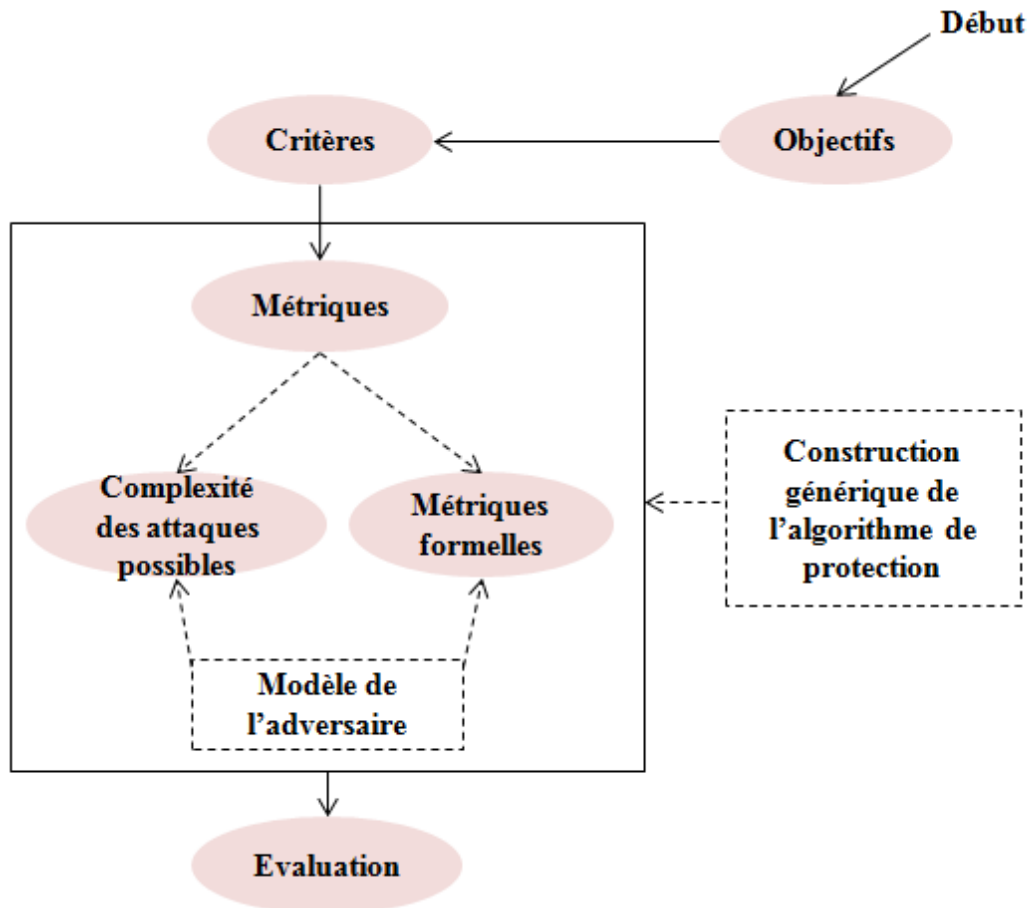 Début
Objectifs
Critères
Métriques
Complexité
des attaques
possibles
Métriques
formelles
Construction
générique de
l'algorithme de
protection
Modèle de
l'adversaire
Evaluation